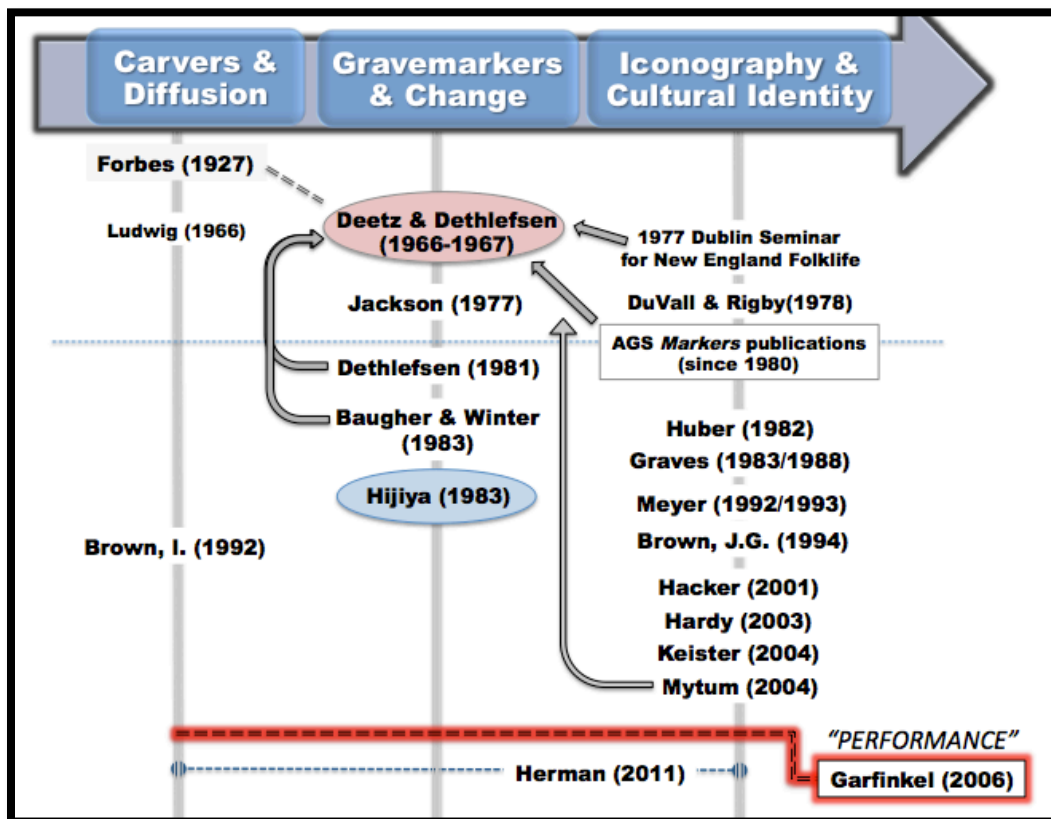 Carvers &
Diffusion
Gravemarkers
& Change
Iconography &
Cultural Identity
Forbes (1927)
Ludwig (1966)
Brown, I. (1992)
Deetz & Dethlefsen
(1966-1967)
Jackson (1977)
Dethlefsen (1981)
Baugher & Winter
(1983)
Hijiya (1983)
1977 Dublin Seminar
for New England Folklife
DuVall & Rigby(1978)
AGS Markers publications
(since 1980)
Huber (1982)
Graves (1983/1988)
Meyer (1992/1993)
Brown, J.G. (1994)
Hacker (2001)
Hardy (2003)
Keister (2004)
Mytum (2004)
"PERFORMANCE"
Garfinkel (2006)
Herman (2011)